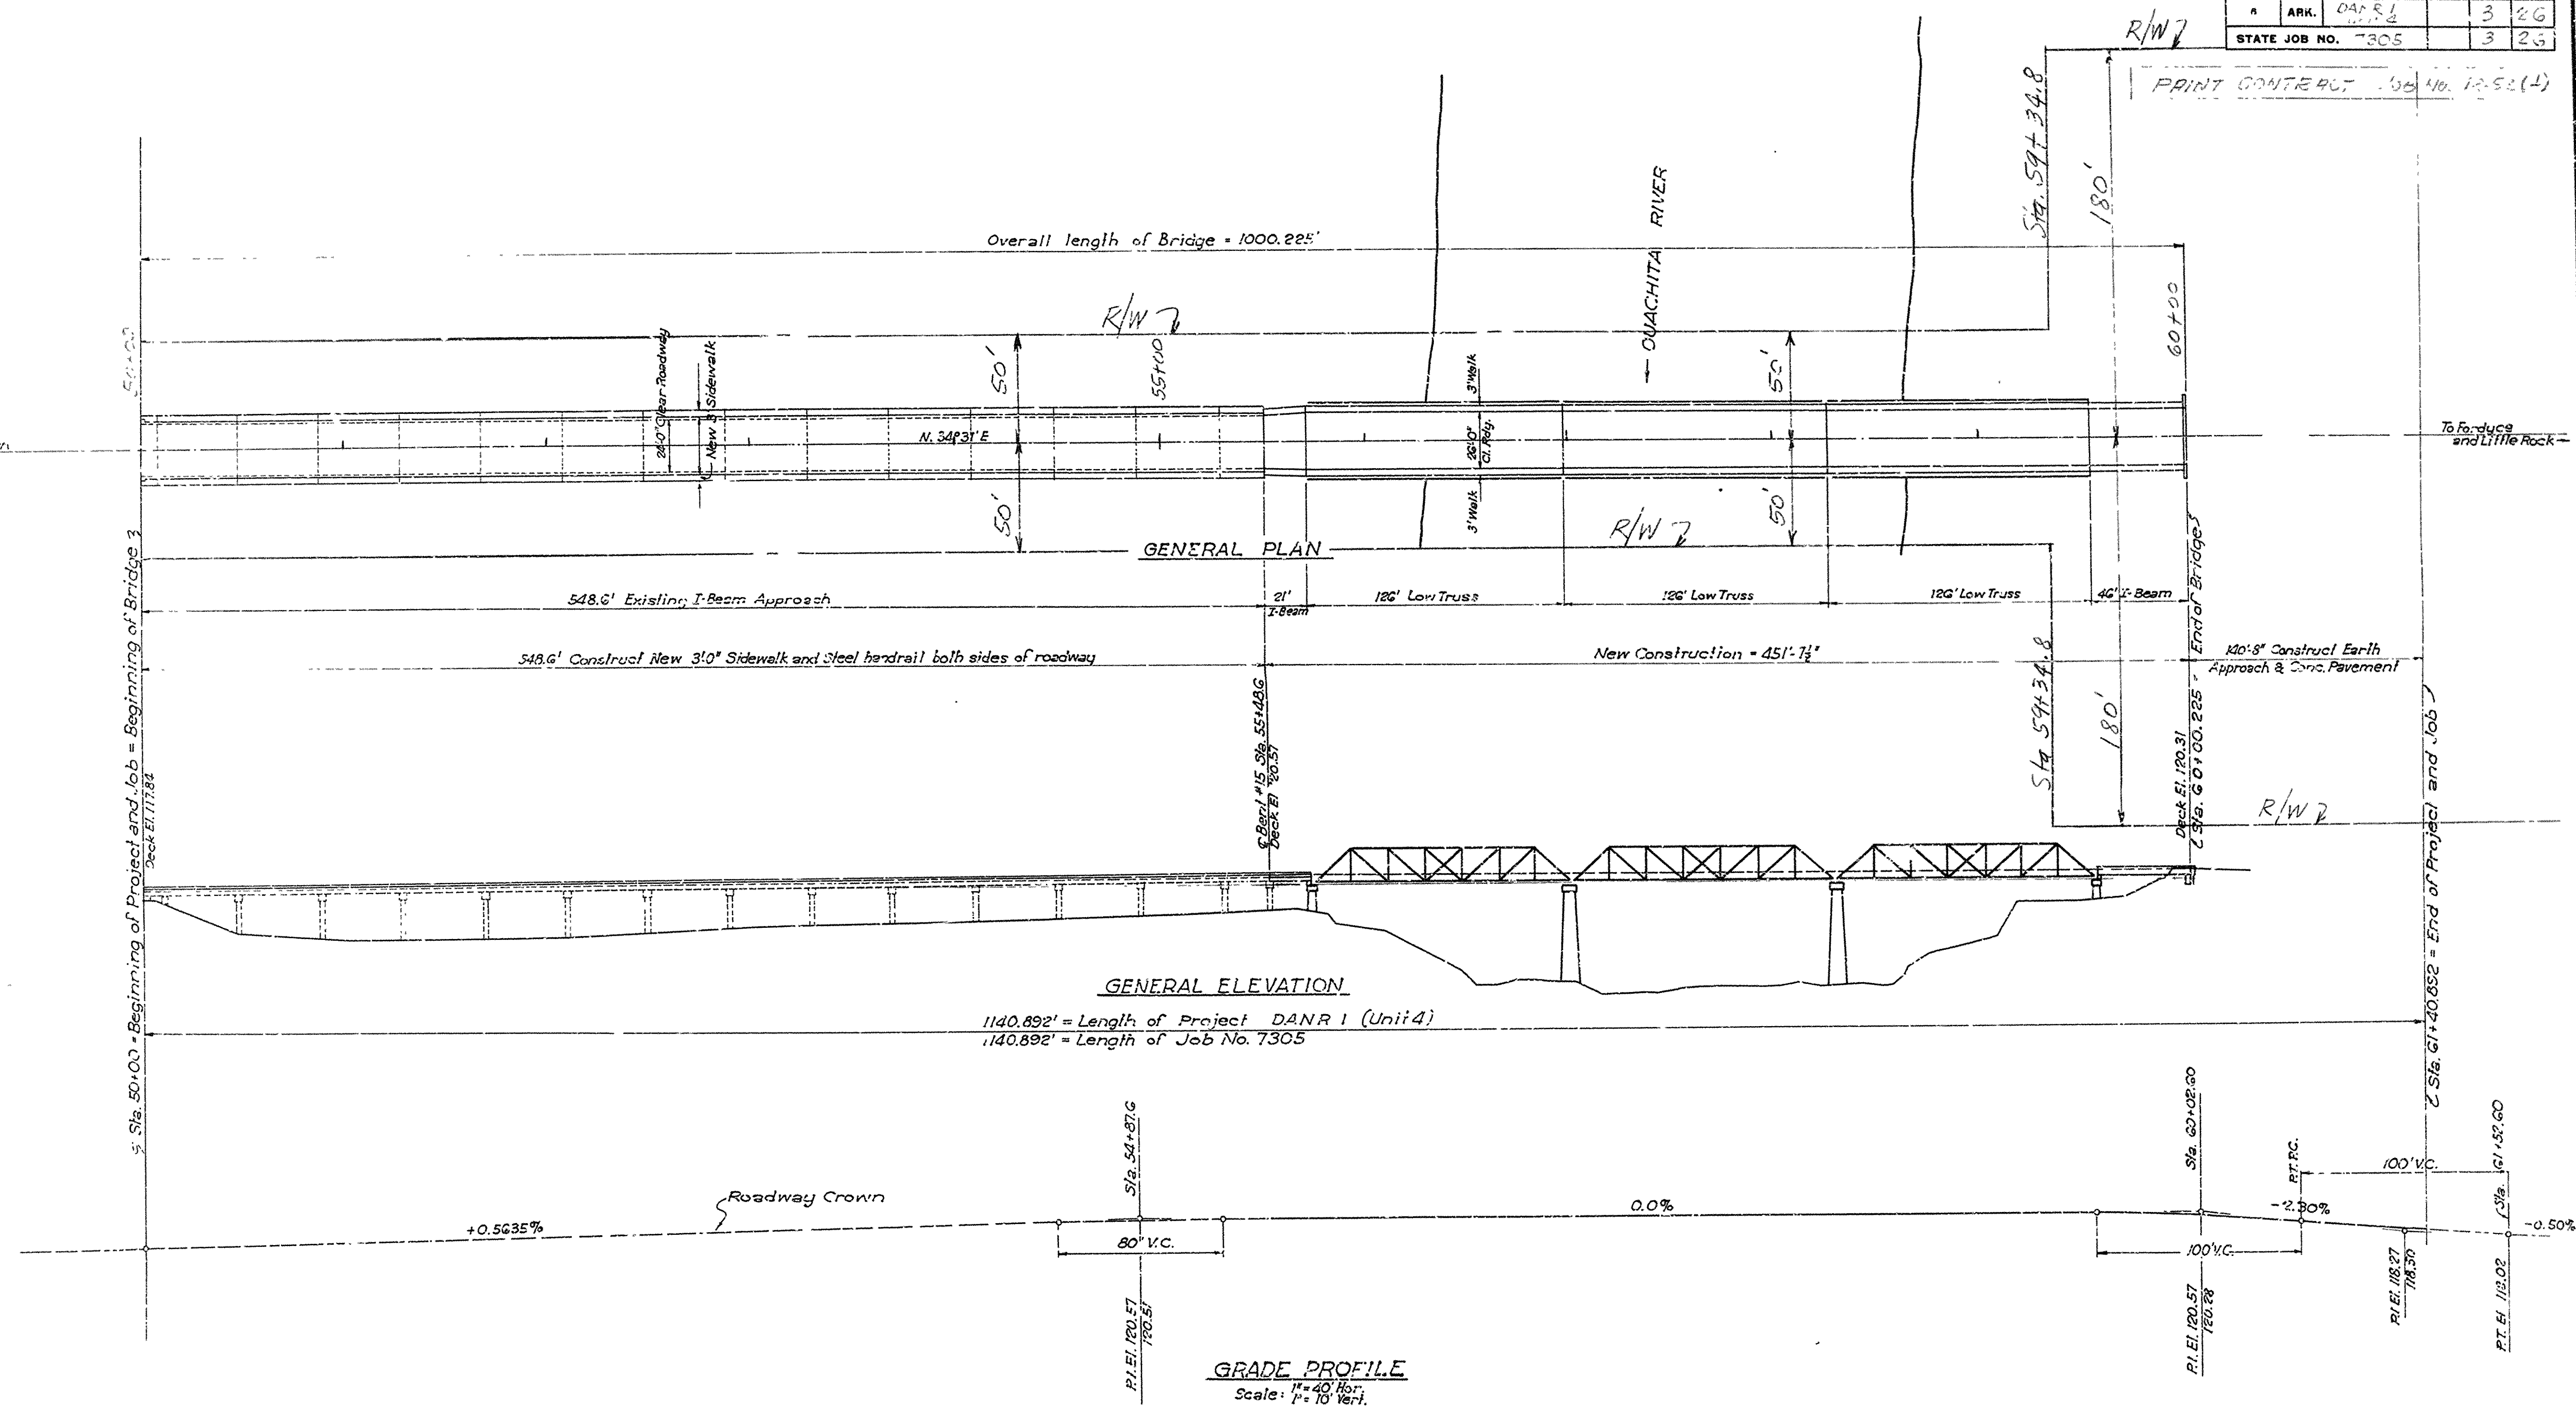 ARK.
DANR 1
3
26
STATE JOB NO. 7305
3
26
R/W
PRINT CONTRACT Job No.
Sta. 59+34.8
180'
OUACHITA RIVER
Overall length of Bridge = 1000.225'
R/W
50+00
55+00
60+00
50'
50'
26'-0" Clear Roadway
New 3' Sidewalk
N. 34°31' E
3' Walk
26'-0"
Cl. Rdg.
3' Walk
To Fordyce
and Little Rock
50'
50'
R/W
GENERAL PLAN
548.6' Existing I-Beam Approach
21'
I-Beam
126' Low Truss
126' Low Truss
126' Low Truss
46' I-Beam
548.6' Construct New 3'0" Sidewalk and Steel handrail both sides of roadway
New Construction = 451'-7½"
140'-8" Construct Earth
Approach & Conc. Pavement
Sta. 50+00 = Beginning of Project and Job = Beginning of Bridge
Deck El. 117.84
℄ Bent #15 Sta. 55+48.6
Deck El 120.57
Sta 59+34.8
180'
Deck El. 120.31
Sta. 60+00.225 - End of Bridge
R/W
Sta. 61+40.892 = End of Project and Job
GENERAL ELEVATION
1140.892' = Length of Project DANR 1 (Unit 4)
1140.892' = Length of Job No. 7305
Sta. 54+87.6
Sta. 60+02.60
P.T. P.C.
Sta. 61+52.60
100' V.C.
Roadway Crown
+0.5635%
0.0%
-2.30%
-0.50%
80' V.C.
100' V.C.
P.I. El. 120.57
120.51
P.I. El. 120.57
120.28
P.I El. 118.27
118.50
P.T. El 118.02
GRADE PROFILE
Scale: 1"=40' Hor.
1"=10' Vert.